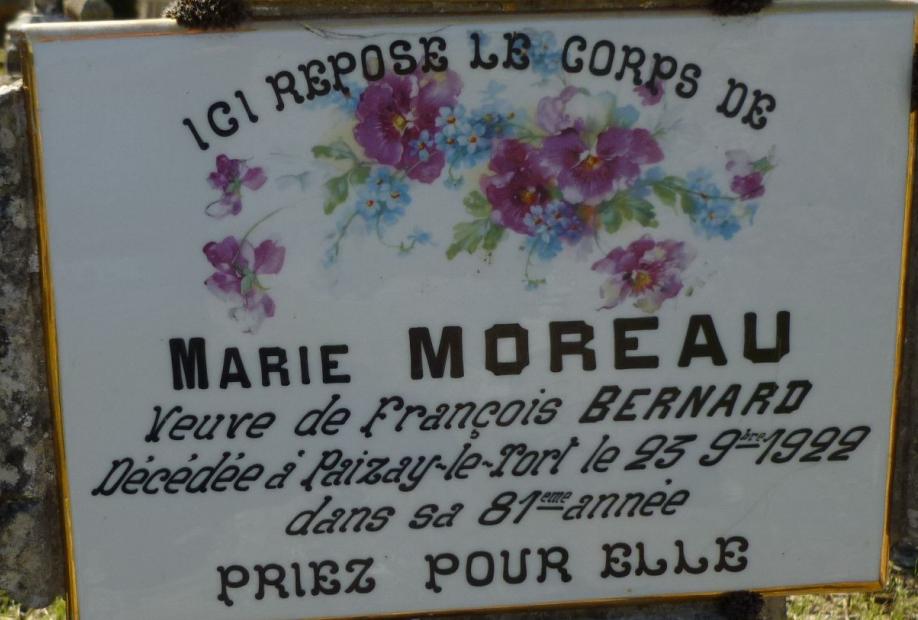 ICI REPOSE LE CORPS DE
MARIE MOREAU
Veuve de François BERNARD
Décédée à Paizay-le-Tort le 23 9bre 1922
dans sa 81eme année
PRIEZ POUR ELLE